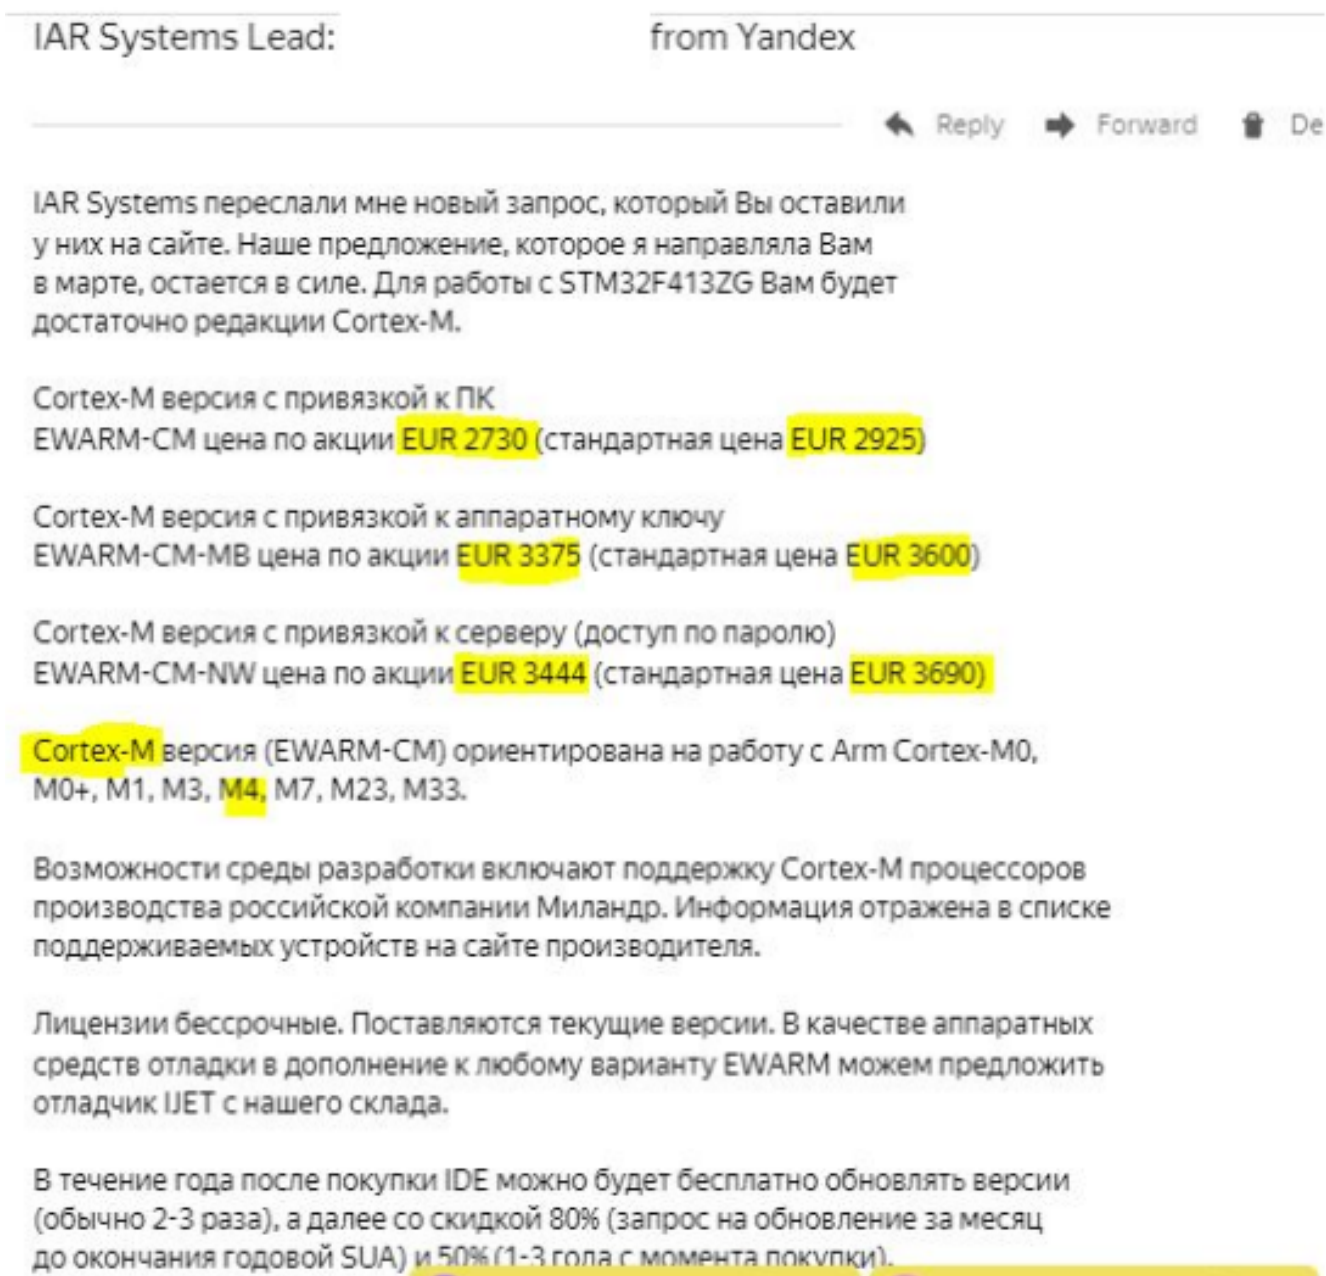 IAR Systems Lead: from Yandex
Reply Forward De
IAR Systems переслали мне новый запрос, который Вы оставили
у них на сайте. Наше предложение, которое я направляла Вам
в марте, остается в силе. Для работы с STM32F413ZG Вам будет
достаточно редакции Cortex-M.
Cortex-M версия с привязкой к ПК
EWARM-CM цена по акции EUR 2730 (стандартная цена EUR 2925)
Cortex-M версия с привязкой к аппаратному ключу
EWARM-CM-MB цена по акции EUR 3375 (стандартная цена EUR 3600)
Cortex-M версия с привязкой к серверу (доступ по паролю)
EWARM-CM-NW цена по акции EUR 3444 (стандартная цена EUR 3690)
Cortex-M версия (EWARM-CM) ориентирована на работу с Arm Cortex-M0,
M0+, M1, M3, M4, M7, M23, M33.
Возможности среды разработки включают поддержку Cortex-M процессоров
производства российской компании Миландр. Информация отражена в списке
поддерживаемых устройств на сайте производителя.
Лицензии бессрочные. Поставляются текущие версии. В качестве аппаратных
средств отладки в дополнение к любому варианту EWARM можем предложить
отладчик IJET с нашего склада.
В течение года после покупки IDE можно будет бесплатно обновлять версии
(обычно 2-3 раза), а далее со скидкой 80% (запрос на обновление за месяц
до окончания годовой SUA) и 50% (1-3 года с момента покупки).